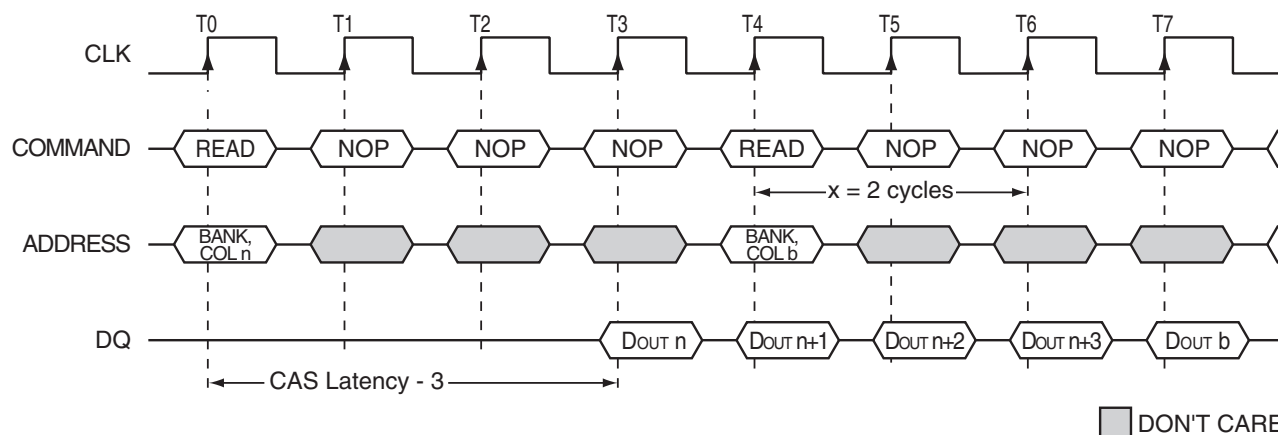 T0 T1 T2 T3 T4 T5 T6 T7
CLK
COMMAND READ NOP NOP NOP READ NOP NOP NOP
x = 2 cycles
ADDRESS BANK, COL n BANK, COL b
DQ DOUT n DOUT n+1 DOUT n+2 DOUT n+3 DOUT b
CAS Latency - 3
DON'T CARE